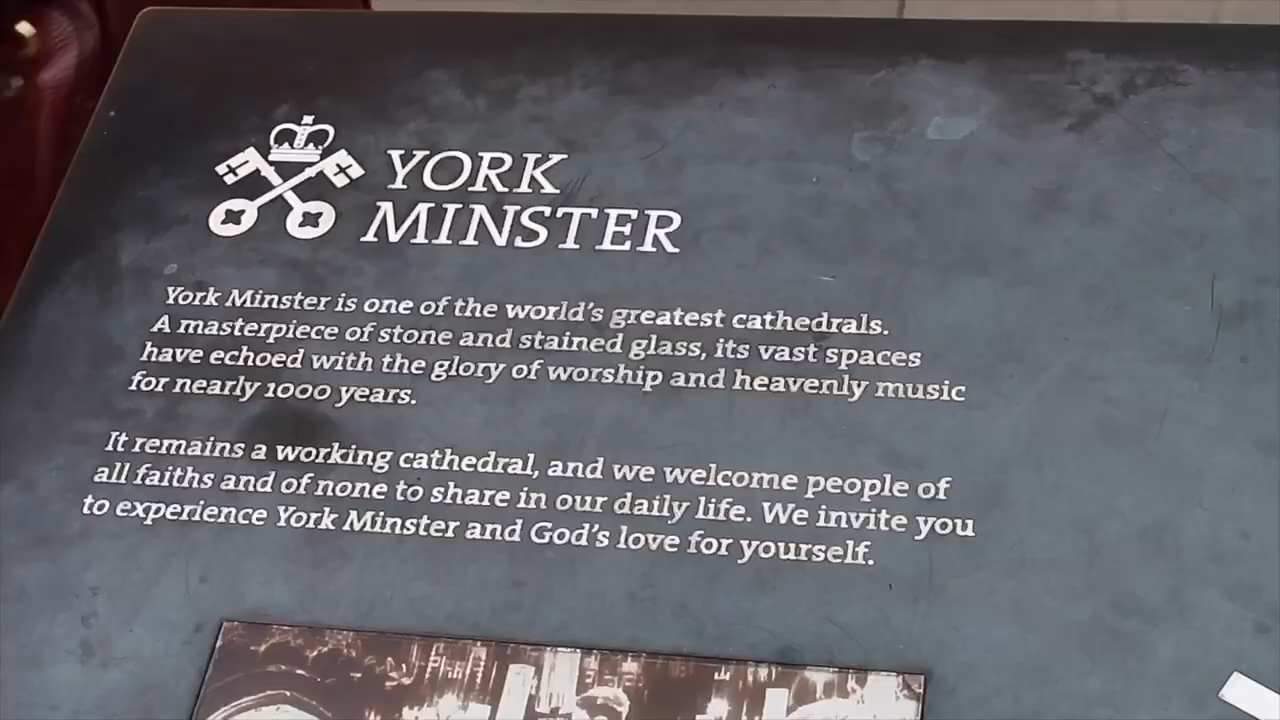 YORK
MINSTER
York Minster is one of the world's greatest cathedrals.
A masterpiece of stone and stained glass, its vast spaces
have echoed with the glory of worship and heavenly music
for nearly 1000 years.
It remains a working cathedral, and we welcome people of
all faiths and of none to share in our daily life. We invite you
to experience York Minster and God's love for yourself.